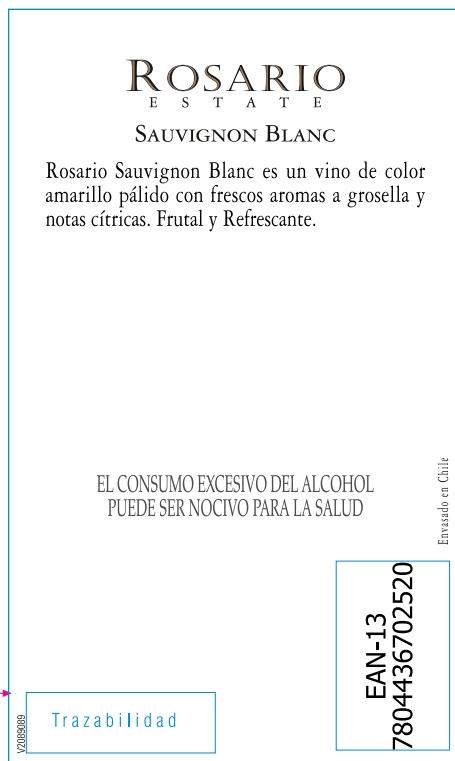 ROSARIO
ESTATE
SAUVIGNON BLANC
Rosario Sauvignon Blanc es un vino de color
amarillo pálido con frescos aromas a grosella y
notas cítricas. Frutal y Refrescante.
EL CONSUMO EXCESIVO DEL ALCOHOL
PUEDE SER NOCIVO PARA LA SALUD
Envasado en Chile
EAN-13
7804436702520
V2089089
Trazabilidad